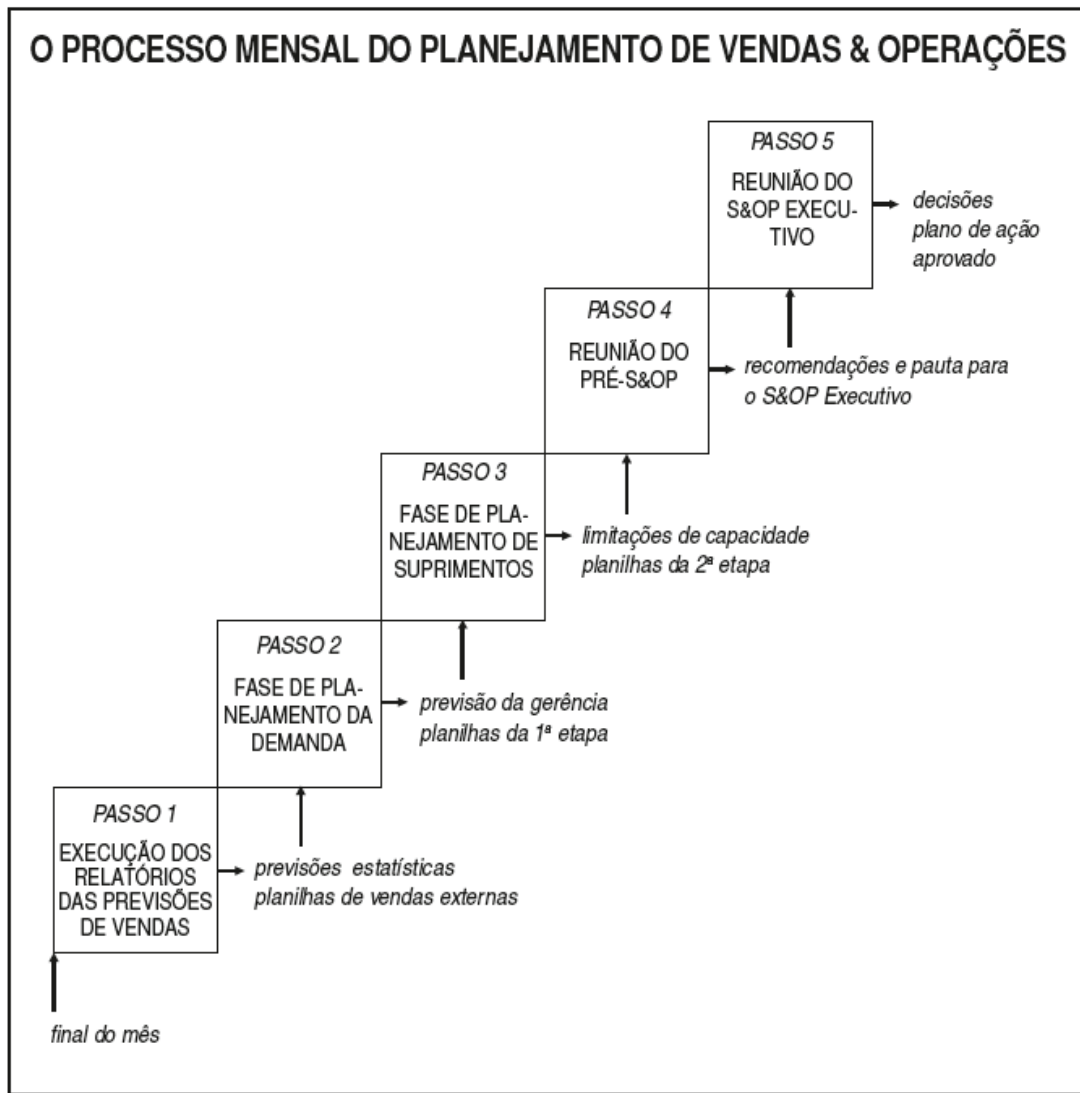 O PROCESSO MENSAL DO PLANEJAMENTO DE VENDAS & OPERAÇÕES
PASSO 5
REUNIÃO DO
S&OP EXECU-
TIVO
decisões
plano de ação
aprovado
PASSO 4
REUNIÃO DO
PRÉ-S&OP
recomendações e pauta para
o S&OP Executivo
PASSO 3
FASE DE PLA-
NEJAMENTO DE
SUPRIMENTOS
limitações de capacidade
planilhas da 2ª etapa
PASSO 2
FASE DE PLA-
NEJAMENTO DA
DEMANDA
previsão da gerência
planilhas da 1ª etapa
PASSO 1
EXECUÇÃO DOS
RELATÓRIOS
DAS PREVISÕES
DE VENDAS
previsões estatísticas
planilhas de vendas externas
final do mês